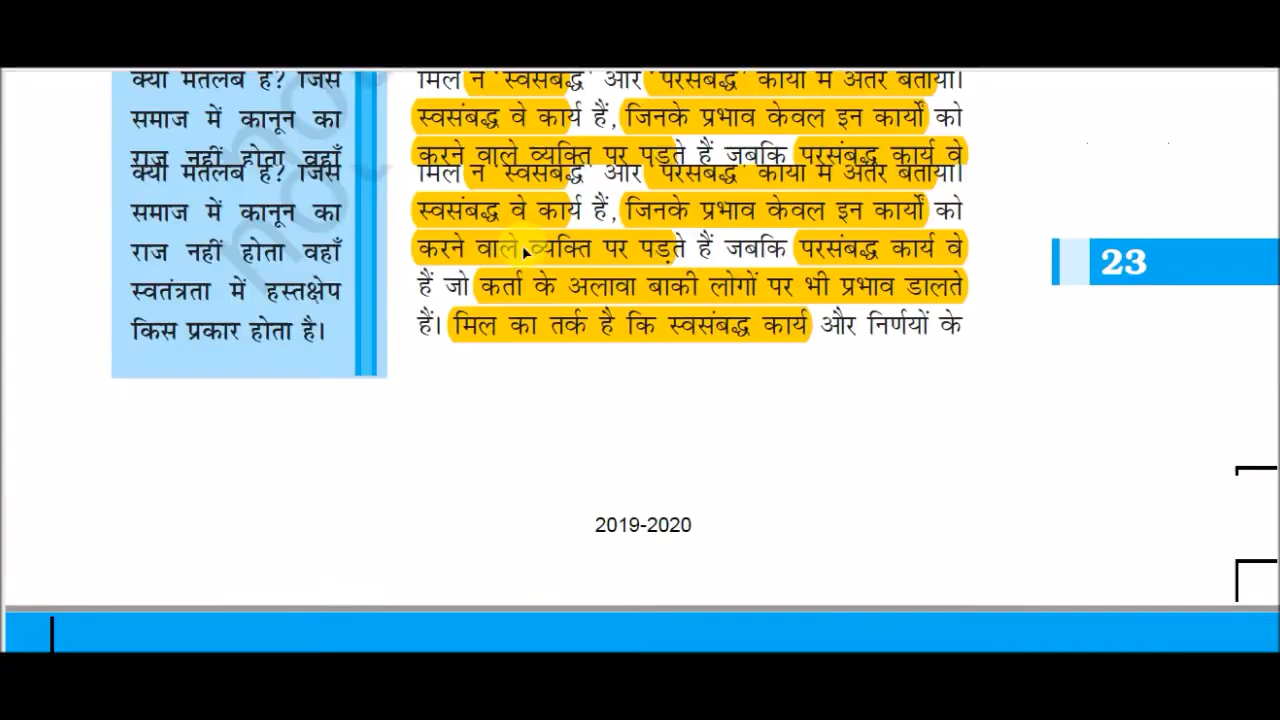 क्या मतलब है? जिस
समाज में कानून का
राज नहीं होता वहाँ
क्या मतलब है? जिस
समाज में कानून का
राज नहीं होता वहाँ
स्वतंत्रता में हस्तक्षेप
किस प्रकार होता है।
मिल ने 'स्वसंबद्ध' और 'परसंबद्ध' कार्यों में अंतर बताया।
स्वसंबद्ध वे कार्य हैं, जिनके प्रभाव केवल इन कार्यों को
करने वाले व्यक्ति पर पड़ते हैं जबकि परसंबद्ध कार्य वे
मिल ने 'स्वसंबद्ध' और 'परसंबद्ध' कार्यों में अंतर बताया।
स्वसंबद्ध वे कार्य हैं, जिनके प्रभाव केवल इन कार्यों को
करने वाले व्यक्ति पर पड़ते हैं जबकि परसंबद्ध कार्य वे
हैं जो कर्ता के अलावा बाकी लोगों पर भी प्रभाव डालते
हैं। मिल का तर्क है कि स्वसंबद्ध कार्य और निर्णयों के
23
2019-2020